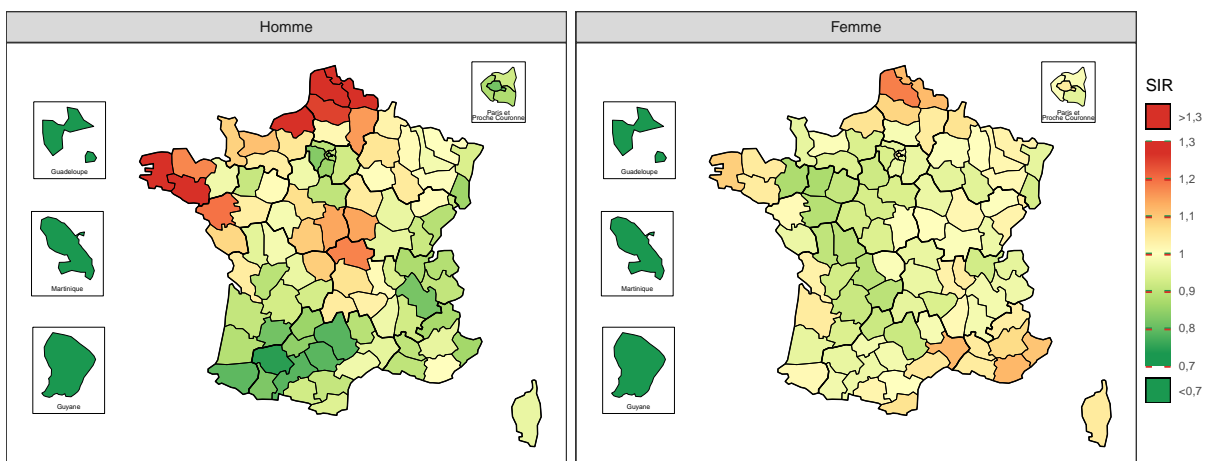 Homme
Femme
Paris et
Proche Couronne
Guadeloupe
Martinique
Guyane
Paris et
Proche Couronne
Guadeloupe
Martinique
Guyane
SIR
>1,3
1,3
1,2
1,1
1
0,9
0,8
0,7
<0,7